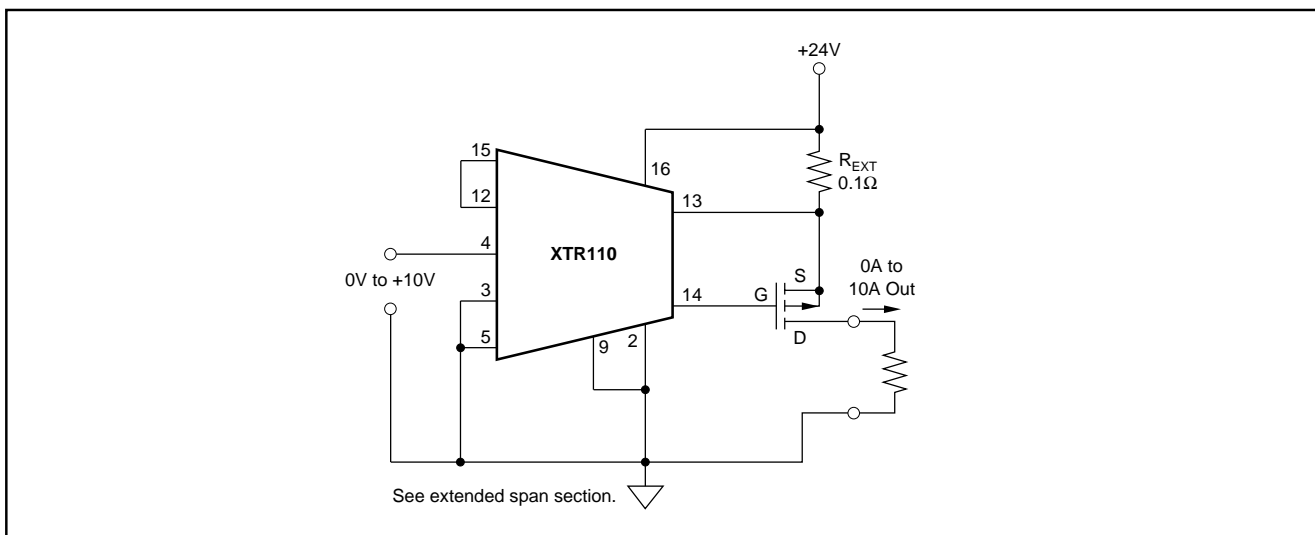 +24V
15
16
R_EXT
0.1Ω
12
13
4
XTR110
0V to +10V
3
14
G
S
D
0A to
10A Out
5
9
2
See extended span section.